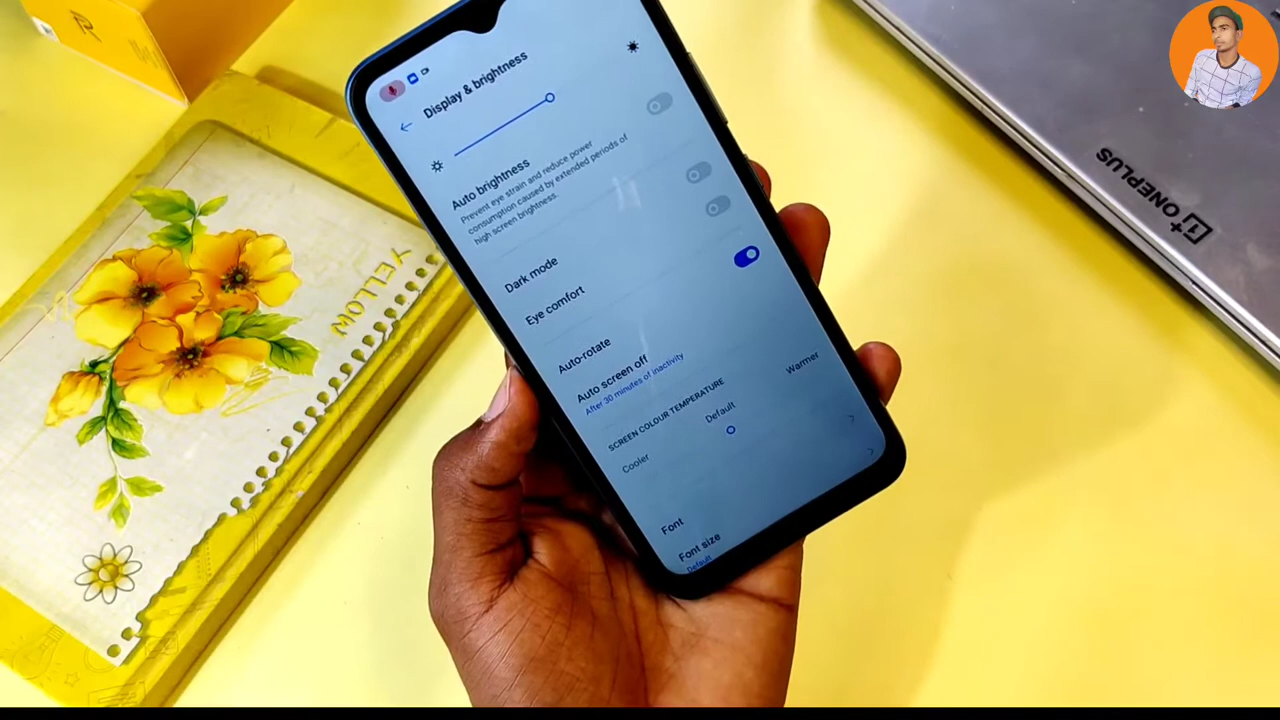 Display & brightness
Auto brightness
Prevent eye strain and reduce power
consumption caused by extended periods of
high screen brightness.
Dark mode
Eye comfort
Auto-rotate
Auto screen off
After 30 minutes of inactivity
SCREEN COLOUR TEMPERATURE
Cooler
Default
Warmer
Font
Font size
Default
YELLOW
ONEPLUS
R